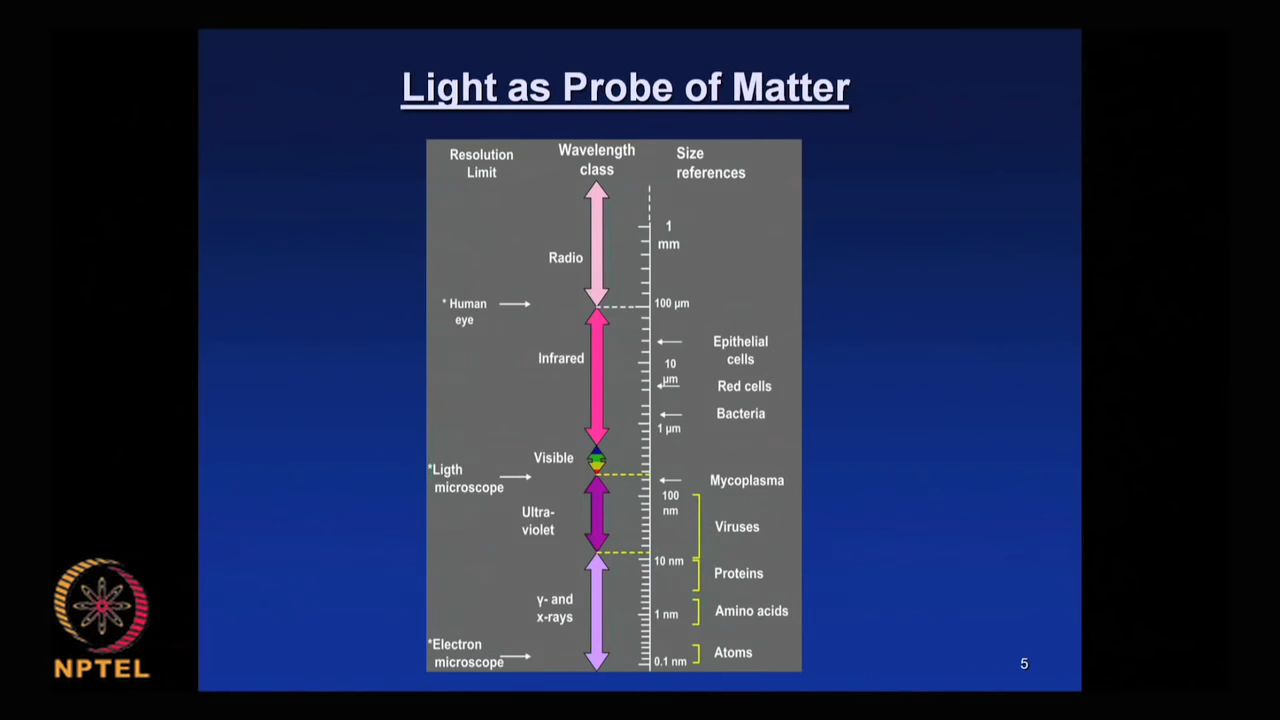 Light as Probe of Matter
Resolution
Limit
Wavelength
class
Size
references
1
mm
Radio
* Human
eye
100 µm
Epithelial
cells
Infrared
10
µm
Red cells
Bacteria
1 µm
Visible
*Ligth
microscope
Mycoplasma
100
nm
Ultra-
violet
Viruses
10 nm
Proteins
γ- and
x-rays
1 nm
Amino acids
*Electron
microscope
0.1 nm
Atoms
5
NPTEL